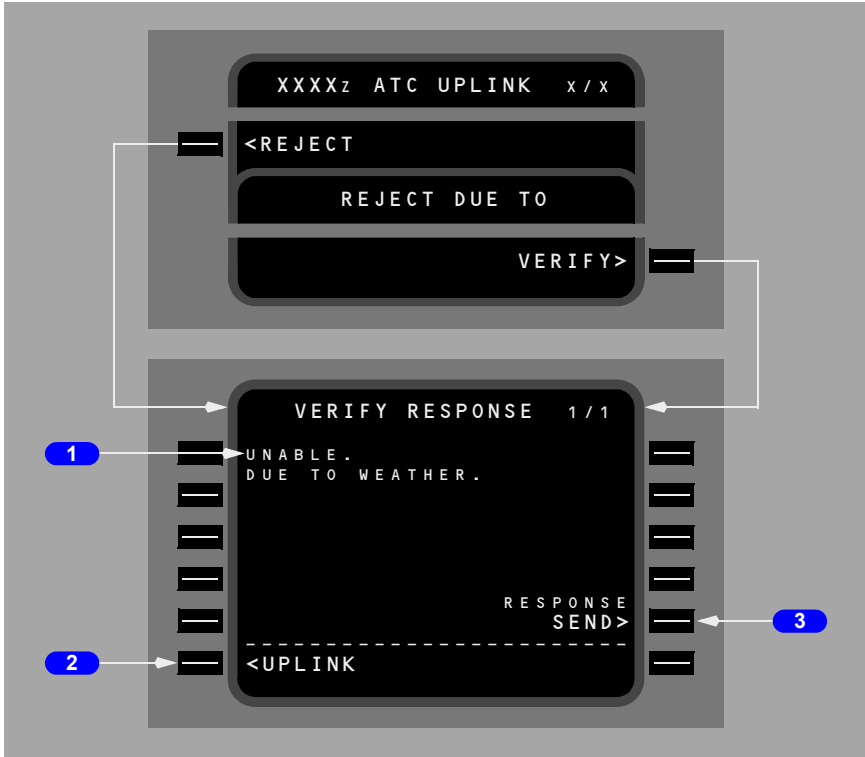 XXXXz ATC UPLINK X/X
<REJECT
REJECT DUE TO
VERIFY>
VERIFY RESPONSE 1/1
1
UNABLE.
DUE TO WEATHER.
RESPONSE
SEND>
3
------------------------
2
<UPLINK